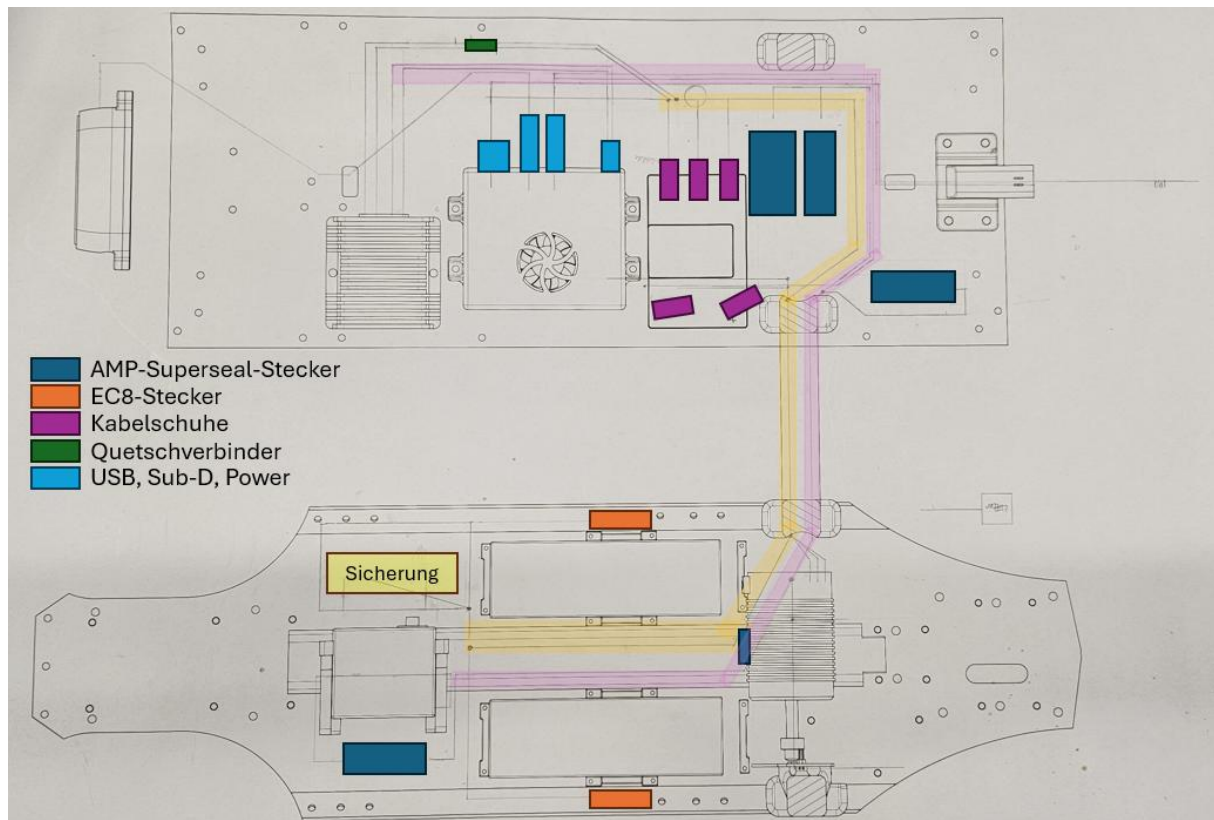 AMP-Superseal-Stecker
EC8-Stecker
Kabelschuhe
Quetschverbinder
USB, Sub-D, Power
Sicherung